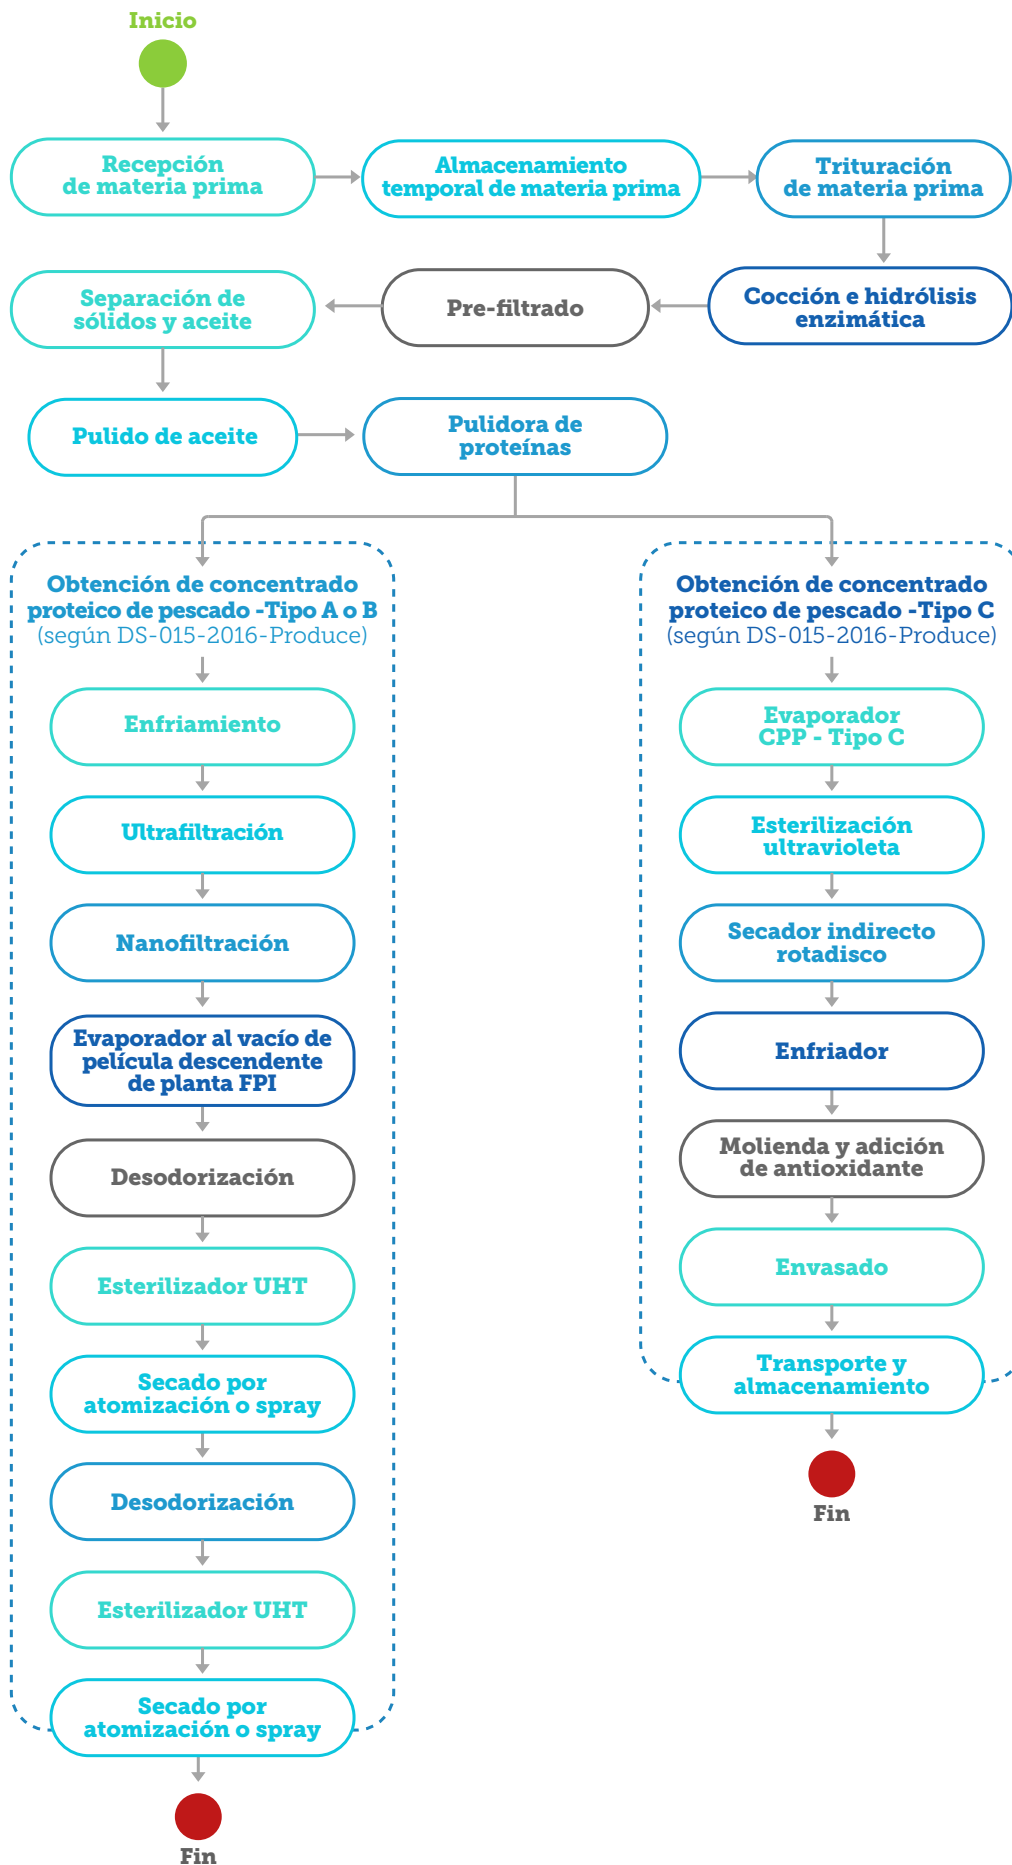 Inicio
Recepción
de materia prima
Almacenamiento
temporal de materia prima
Trituración
de materia prima
Cocción e hidrólisis
enzimática
Pre-filtrado
Separación de
sólidos y aceite
Pulido de aceite
Pulidora de
proteínas
Obtención de concentrado
proteico de pescado -Tipo A o B
(según DS-015-2016-Produce)
Enfriamiento
Ultrafiltración
Nanofiltración
Evaporador al vacío de
película descendente
de planta FPI
Desodorización
Esterilizador UHT
Secado por
atomización o spray
Desodorización
Esterilizador UHT
Secado por
atomización o spray
Fin
Obtención de concentrado
proteico de pescado -Tipo C
(según DS-015-2016-Produce)
Evaporador
CPP - Tipo C
Esterilización
ultravioleta
Secador indirecto
rotadisco
Enfriador
Molienda y adición
de antioxidante
Envasado
Transporte y
almacenamiento
Fin